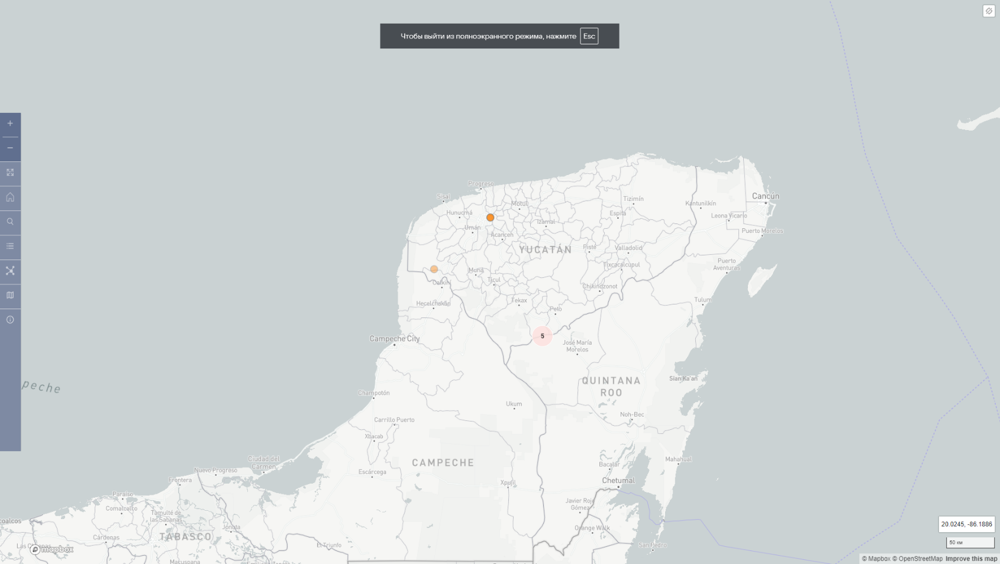 Чтобы выйти из полноэкранного режима, нажмите Esc
Progreso
Sisal
Cancún
Tizimín
Motul
Kantunilkín
Hunucmá
Espita
Leona Vicario
Izamal
Umán
Puerto Morelos
Acanceh
YUCATÁN
Piste
Valladolid
Puerto
Aventuras
Tixcacalcupul
Muna
Ticul
Calkiní
Chikindzonot
Tekax
Tulum
Hecelchakán
Peto
5
Campeche City
José María
Morelos
Sian Ka'an
QUINTANA
ROO
peche
Champotón
Ukum
Noh-Bec
Carrillo Puerto
Xbacab
Ciudad del
Carmen
CAMPECHE
Mahahual
Bacalar
Nuevo Progreso
Escárcega
Frontera
Xpujil
Chetumal
Paraíso
Javier Rojo
Gómez
Comalcalco
Tamulté de
las Sabanas
coalcos
20.0245, -86.1886
Jonuta
Orange Walk
Cárdenas
TABASCO
50 км
El Triunfo
San Pedro
mapbox
Macuspana
© Mapbox © OpenStreetMap Improve this map